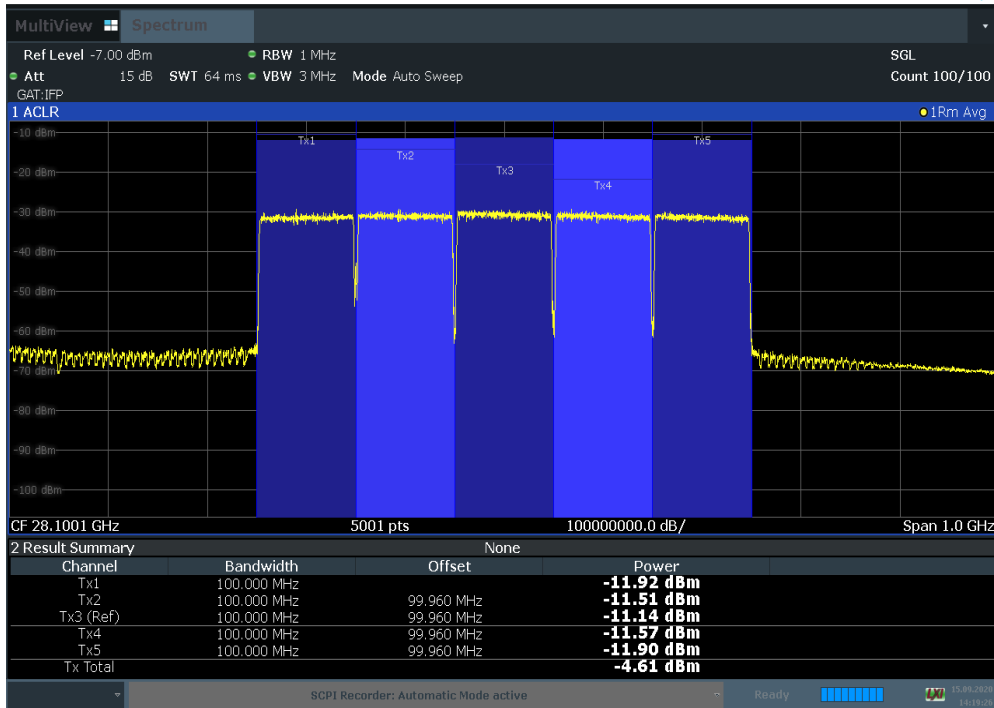 MultiView Spectrum
Ref Level -7.00 dBm RBW 1 MHz SGL
Att 15 dB SWT 64 ms VBW 3 MHz Mode Auto Sweep Count 100/100
GAT:IFP
1 ACLR 1Rm Avg
-10 dBm
Tx1 Tx5
Tx2
-20 dBm Tx3
Tx4
-30 dBm
-40 dBm
-50 dBm
-60 dBm
-70 dBm
-80 dBm
-90 dBm
-100 dBm
CF 28.1001 GHz 5001 pts 100000000.0 dB/ Span 1.0 GHz
2 Result Summary None
Channel Bandwidth Offset Power
Tx1 100.000 MHz -11.92 dBm
Tx2 100.000 MHz 99.960 MHz -11.51 dBm
Tx3 (Ref) 100.000 MHz 99.960 MHz -11.14 dBm
Tx4 100.000 MHz 99.960 MHz -11.57 dBm
Tx5 100.000 MHz 99.960 MHz -11.90 dBm
Tx Total -4.61 dBm
SCPI Recorder: Automatic Mode active Ready LXI 15.09.2020
14:19:26